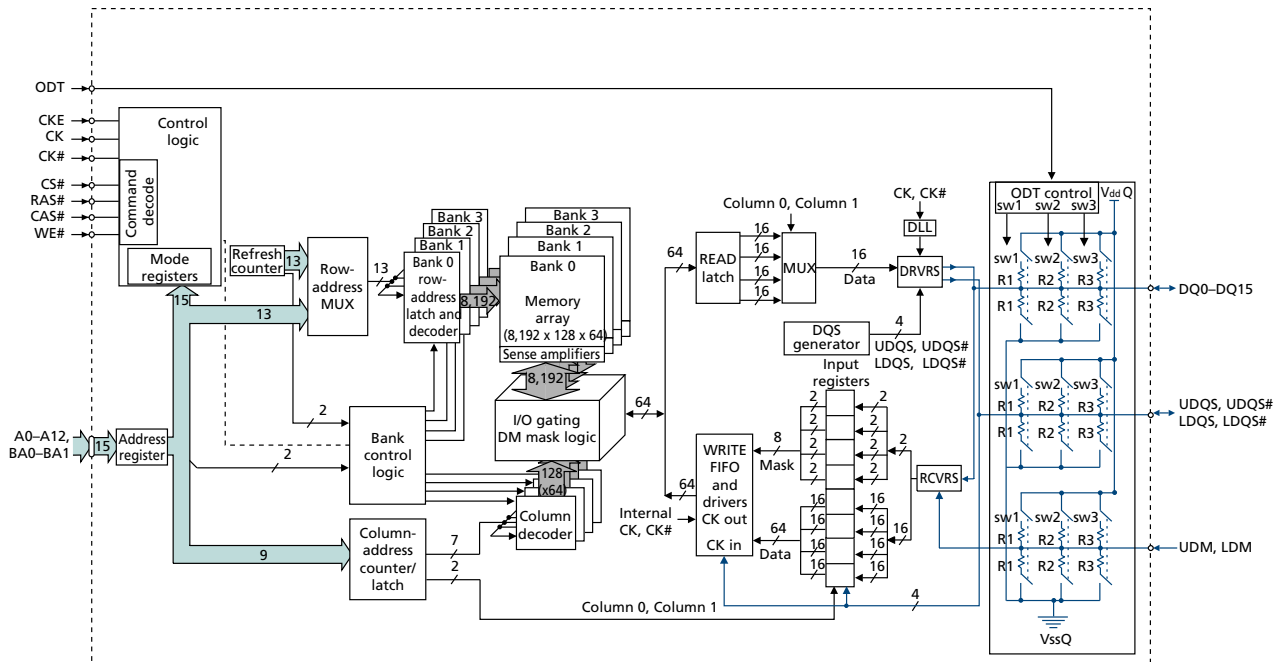 ODT
CKE
CK
CK#
CS#
RAS#
CAS#
WE#
Control
logic
Command
decode
Mode
registers
15
Refresh
counter
13
13
Row-
address
MUX
13
Bank 3
Bank 2
Bank 1
Bank 0
row-
address
latch and
decoder
8,192
Bank 3
Bank 2
Bank 1
Bank 0
Memory
array
(8,192 x 128 x 64)
Sense amplifiers
8,192
I/O gating
DM mask logic
128
(x64)
Column
decoder
A0–A12,
BA0–BA1
15
Address
register
2
2
Bank
control
logic
9
Column-
address
counter/
latch
7
2
Column 0, Column 1
64
64
READ
latch
16
16
16
16
Column 0, Column 1
MUX
16
Data
CK, CK#
DLL
DRVRS
DQS
generator
4
UDQS, UDQS#
LDQS, LDQS#
Input
registers
64
Internal
CK, CK#
WRITE
FIFO
and
drivers
CK out
CK in
8
Mask
64
Data
2
2
2
2
2
2
2
2
2
16
16
16
16
16
16
16
16
16
RCVRS
4
ODT control
VddQ
sw1 sw2 sw3
sw1 sw2 sw3
R1 R2 R3
R1 R2 R3
sw1 sw2 sw3
R1 R2 R3
R1 R2 R3
sw1 sw2 sw3
R1 R2 R3
R1 R2 R3
VssQ
DQ0–DQ15
UDQS, UDQS#
LDQS, LDQS#
UDM, LDM